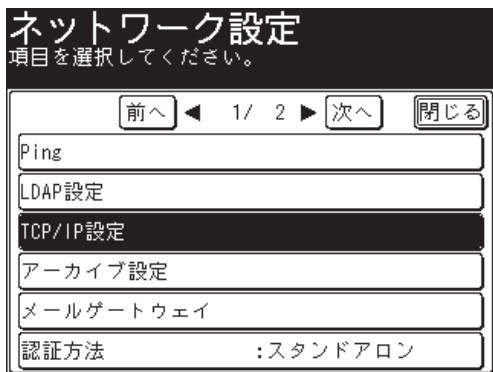 ネットワーク設定
項目を選択してください。
前へ ◀ 1/ 2 ▶ 次へ 閉じる
Ping
LDAP設定
TCP/IP設定
アーカイブ設定
メールゲートウェイ
認証方法 :スタンドアロン